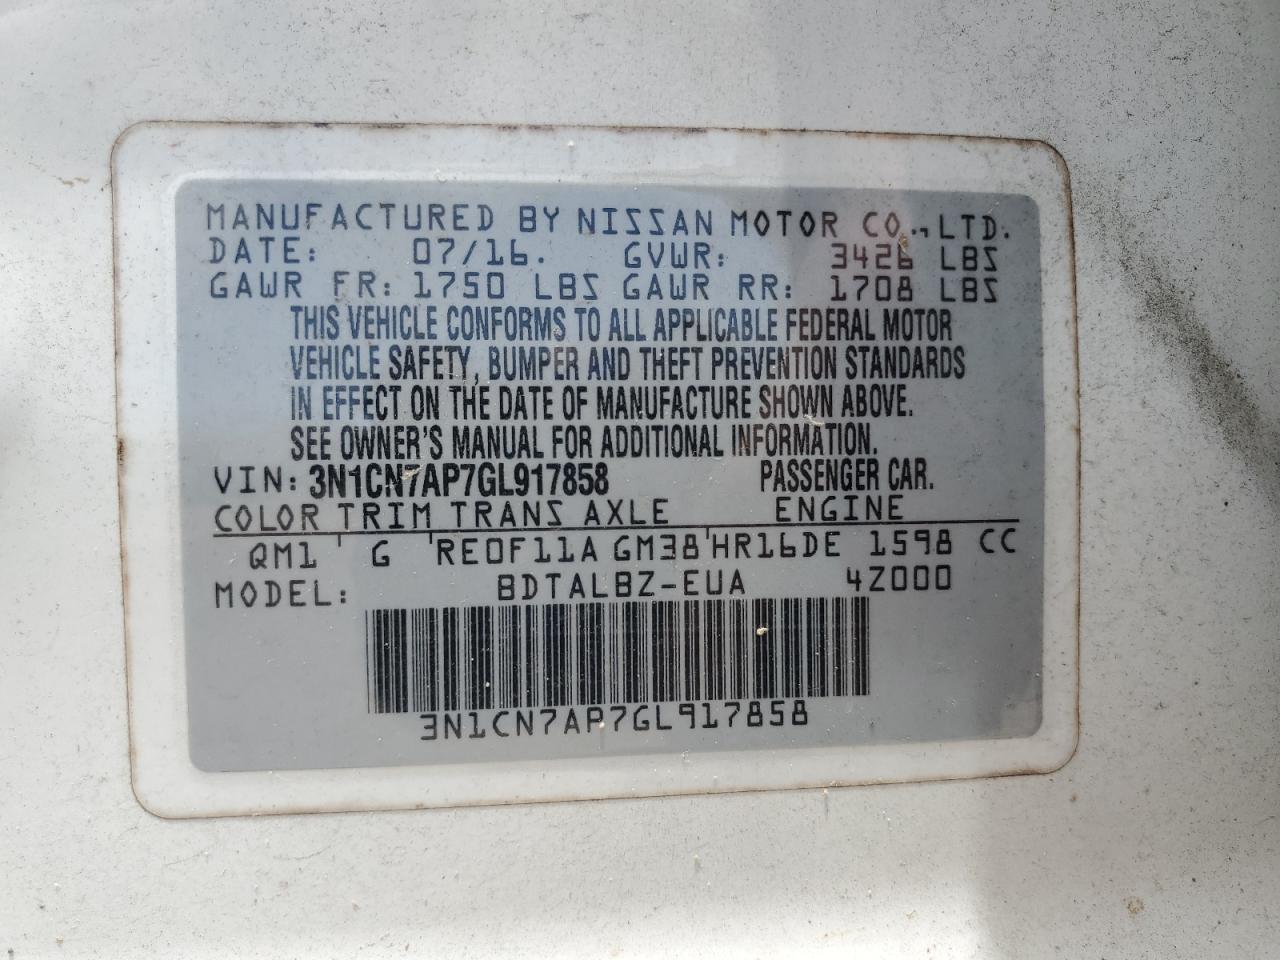 MANUFACTURED BY NISSAN MOTOR CO., LTD.
DATE: 07/16. GVWR: 3426 LBS
GAWR FR: 1750 LBS GAWR RR: 1708 LBS
THIS VEHICLE CONFORMS TO ALL APPLICABLE FEDERAL MOTOR
VEHICLE SAFETY, BUMPER AND THEFT PREVENTION STANDARDS
IN EFFECT ON THE DATE OF MANUFACTURE SHOWN ABOVE.
SEE OWNER'S MANUAL FOR ADDITIONAL INFORMATION.
VIN: 3N1CN7AP7GL917858 PASSENGER CAR.
COLOR TRIM TRANS AXLE ENGINE
QM1 G RE0F11A GM38 HR16DE 1598 CC
MODEL: BDTALBZ-EUA 4Z000
3N1CN7AP7GL917858